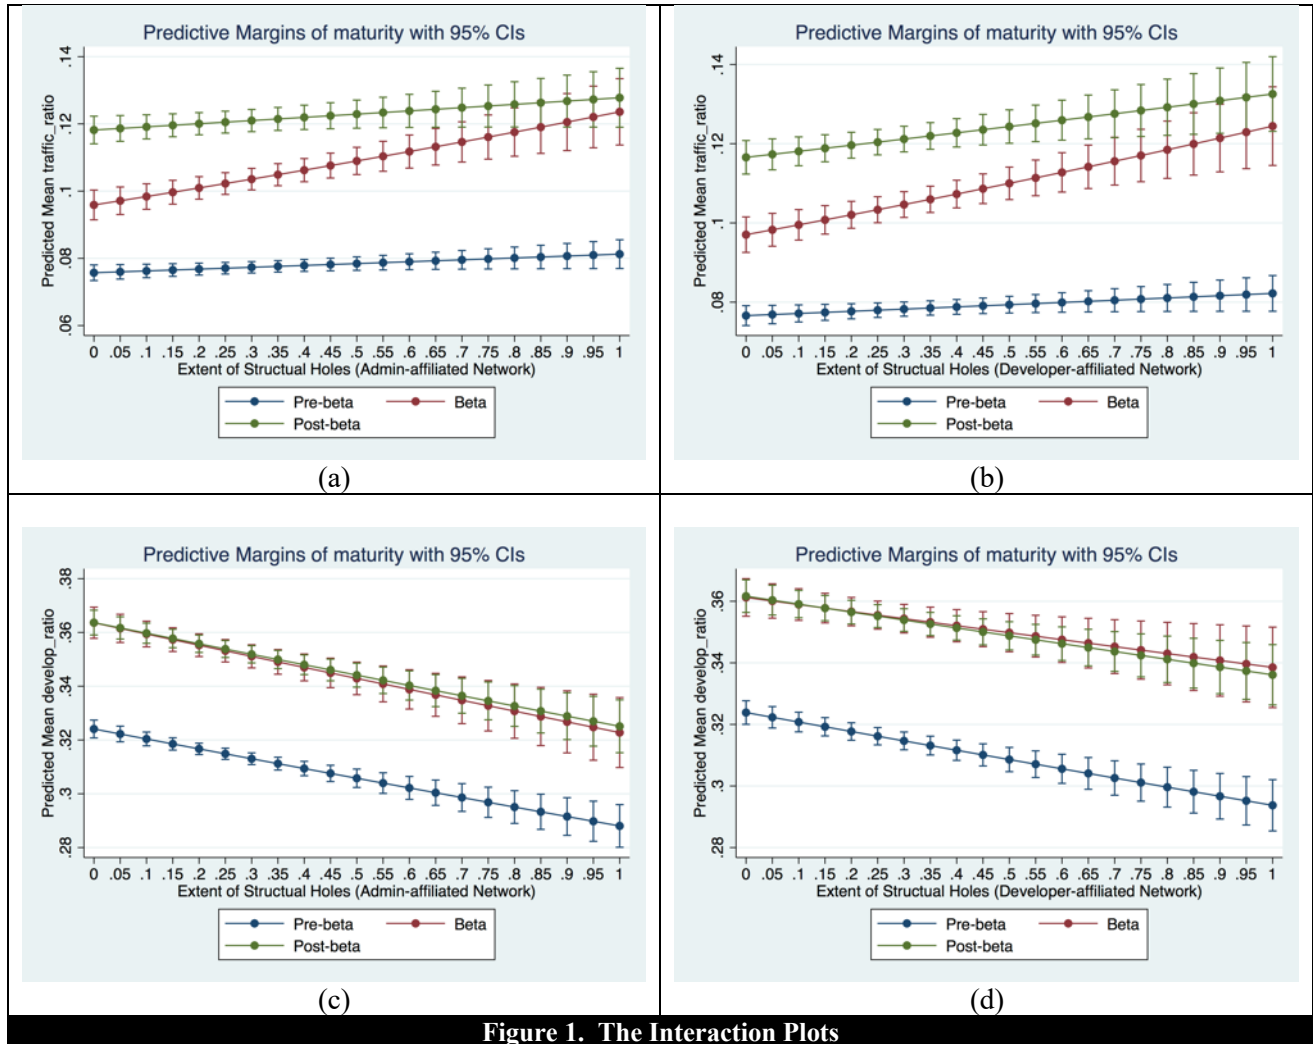 Predictive Margins of maturity with 95% CIs
Predicted Mean traffic_ratio
.14
.12
.1
.08
.06
0 .05 .1 .15 .2 .25 .3 .35 .4 .45 .5 .55 .6 .65 .7 .75 .8 .85 .9 .95 1
Extent of Structual Holes (Admin-affiliated Network)
Pre-beta Beta
Post-beta
(a)
Predictive Margins of maturity with 95% CIs
Predicted Mean traffic_ratio
.14
.12
.1
.08
0 .05 .1 .15 .2 .25 .3 .35 .4 .45 .5 .55 .6 .65 .7 .75 .8 .85 .9 .95 1
Extent of Structual Holes (Developer-affiliated Network)
Pre-beta Beta
Post-beta
(b)
Predictive Margins of maturity with 95% CIs
Predicted Mean develop_ratio
.38
.36
.34
.32
.3
.28
0 .05 .1 .15 .2 .25 .3 .35 .4 .45 .5 .55 .6 .65 .7 .75 .8 .85 .9 .95 1
Extent of Structual Holes (Admin-affiliated Network)
Pre-beta Beta
Post-beta
(c)
Predictive Margins of maturity with 95% CIs
Predicted Mean develop_ratio
.36
.34
.32
.3
.28
0 .05 .1 .15 .2 .25 .3 .35 .4 .45 .5 .55 .6 .65 .7 .75 .8 .85 .9 .95 1
Extent of Structual Holes (Developer-affiliated Network)
Pre-beta Beta
Post-beta
(d)
Figure 1. The Interaction Plots